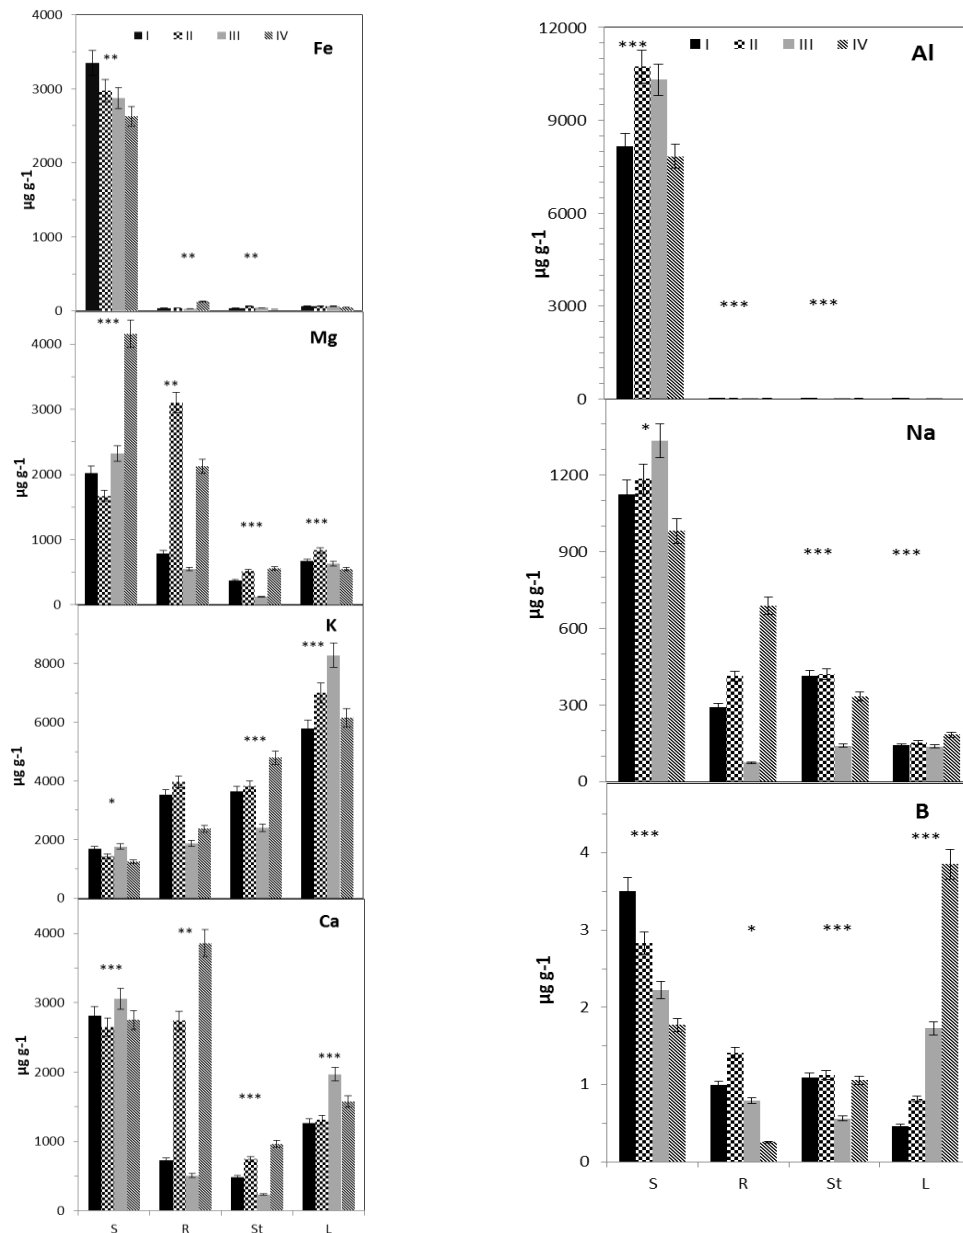 4000
I II III IV
Fe
**
3000
2000
µg g-1
1000
** **
0
***
Mg
4000
**
3000
µg g-1
2000
1000
*** ***
0
K
***
8000
6000
µg g-1
***
4000
*
2000
0
Ca
4000
**
***
3000
µg g-1
2000
***
***
1000
0
S R St L
12000
I II III IV
*** Al
9000
6000
µg g-1
3000
*** ***
0
Na
*
1200
900
*** ***
µg g-1
600
300
0
B
*** ***
4
3
* ***
µg g-1
2
1
0
S R St L